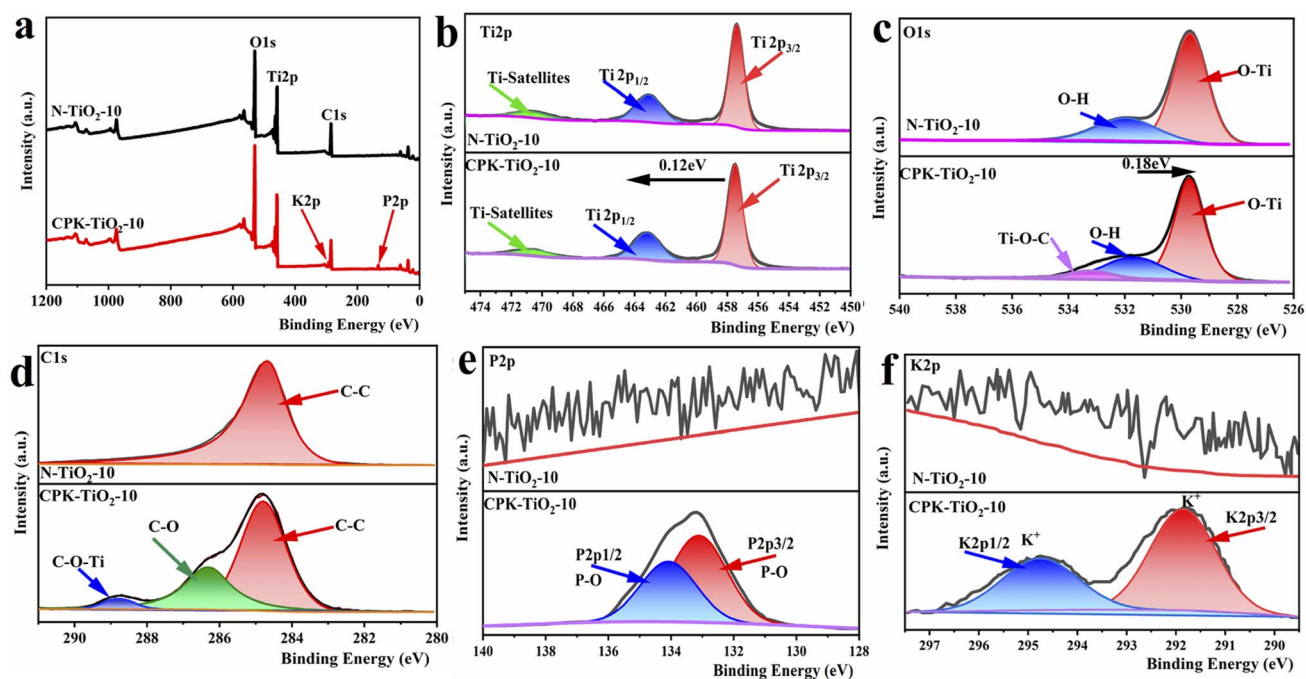 a
O1s
Ti2p
N-TiO₂-10
C1s
K2p
P2p
CPK-TiO₂-10
Intensity (a.u.)
1200 1000 800 600 400 200 0
Binding Energy (eV)
b
Ti2p
Ti 2p₃/₂
Ti-Satellites
Ti 2p₁/₂
N-TiO₂-10
CPK-TiO₂-10
0.12eV
Ti 2p₃/₂
Ti-Satellites
Ti 2p₁/₂
Intensity (a.u.)
475 472 470 468 466 464 462 460 458 456 454 452 450
Binding Energy (eV)
c
O1s
O-Ti
O-H
N-TiO₂-10
CPK-TiO₂-10
0.18eV
O-Ti
O-H
Ti-O-C
Intensity (a.u.)
540 538 536 534 532 530 528 526
Binding Energy (eV)
d
C1s
C-C
N-TiO₂-10
CPK-TiO₂-10
C-O
C-C
C-O-Ti
Intensity (a.u.)
290 288 286 284 282 280
Binding Energy (eV)
e
P2p
N-TiO₂-10
CPK-TiO₂-10
P2p1/2
P-O
P2p3/2
P-O
Intensity (a.u.)
140 138 136 134 132 130 128
Binding Energy (eV)
f
K2p
N-TiO₂-10
CPK-TiO₂-10
K⁺
K2p1/2
K⁺
K2p3/2
Intensity (a.u.)
297 296 295 294 293 292 291 290
Binding Energy (eV)